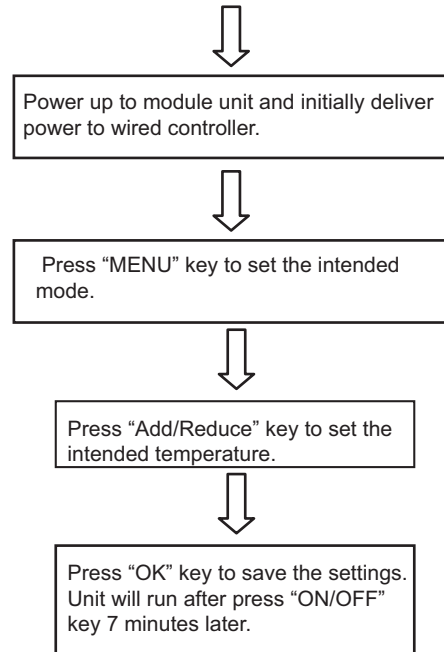 Power up to module unit and initially deliver
power to wired controller.
Press “MENU” key to set the intended
mode.
Press “Add/Reduce” key to set the
intended temperature.
Press “OK” key to save the settings.
Unit will run after press “ON/OFF”
key 7 minutes later.